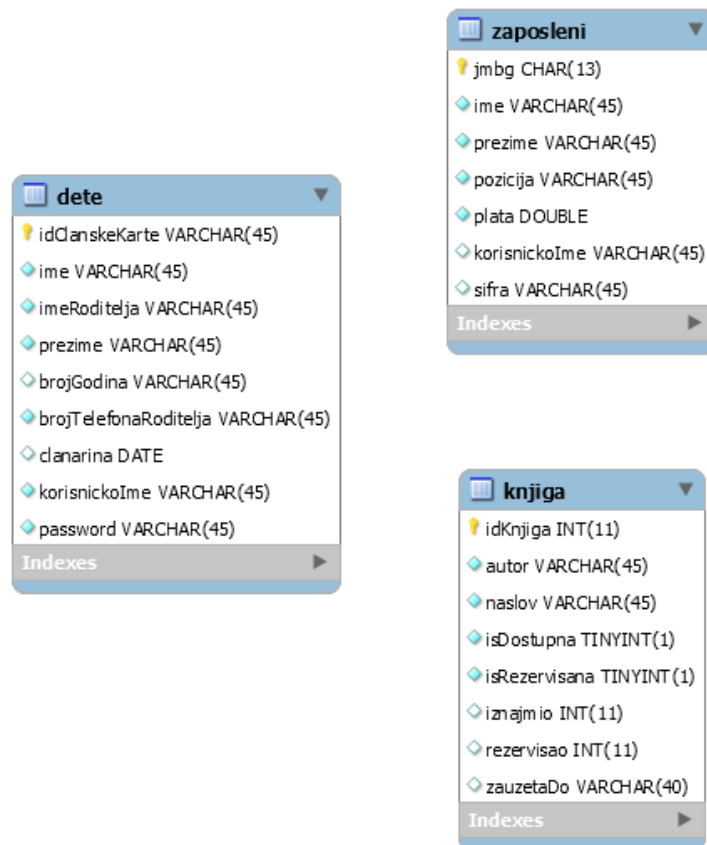 zaposleni
jmbg CHAR(13)
ime VARCHAR(45)
prezime VARCHAR(45)
pozicija VARCHAR(45)
plata DOUBLE
korisnickoIme VARCHAR(45)
sifra VARCHAR(45)
Indexes
dete
idClanskeKarte VARCHAR(45)
ime VARCHAR(45)
imeRoditelja VARCHAR(45)
prezime VARCHAR(45)
brojGodina VARCHAR(45)
brojTelefonaRoditelja VARCHAR(45)
clanarina DATE
korisnickoIme VARCHAR(45)
password VARCHAR(45)
Indexes
knjiga
idKnjiga INT(11)
autor VARCHAR(45)
naslov VARCHAR(45)
isDostupna TINYINT(1)
isRezervisana TINYINT(1)
iznajmio INT(11)
rezervisao INT(11)
zauzetaDo VARCHAR(40)
Indexes